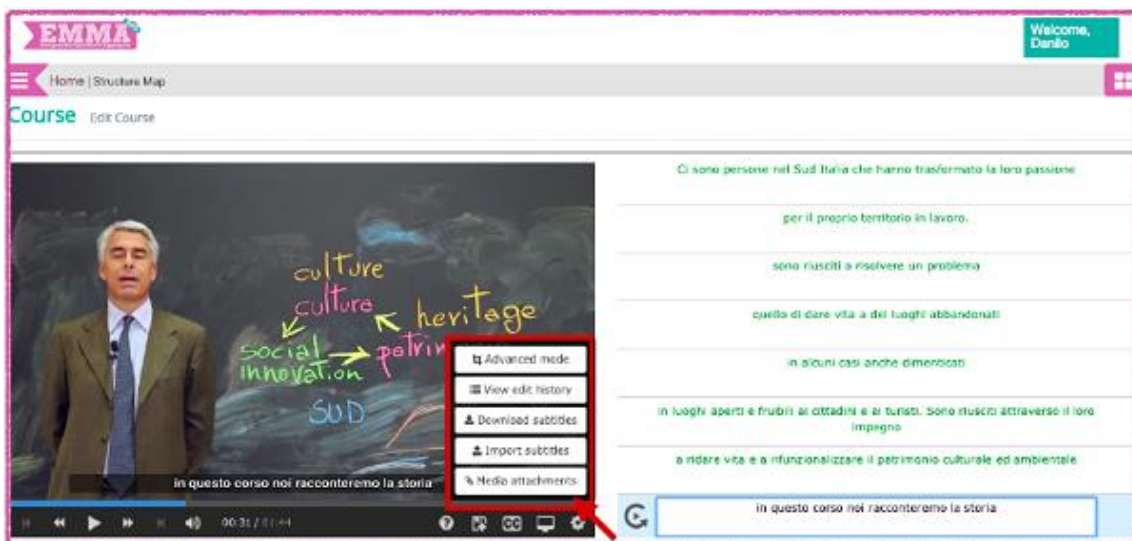 EMMA
Welcome,
Danilo
Home | Structure Map
Course Edit Course
culture
cultura
heritage
social
innovation
patrim
SUD
Advanced mode
View edit history
Download subtitles
Import subtitles
Media attachments
in questo corso noi racconteremo la storia
00:31 / 01:44
CC
Ci sono persone nel Sud Italia che hanno trasformato la loro passione
per il proprio territorio in lavoro.
sono riusciti a risolvere un problema
quello di dare vita a dei luoghi abbandonati
in alcuni casi anche dimenticati
in luoghi aperti e fruibili ai cittadini e ai turisti. Sono riusciti attraverso il loro
impegno
a ridare vita e a rifunzionalizzare il patrimonio culturale ed ambientale
in questo corso noi racconteremo la storia